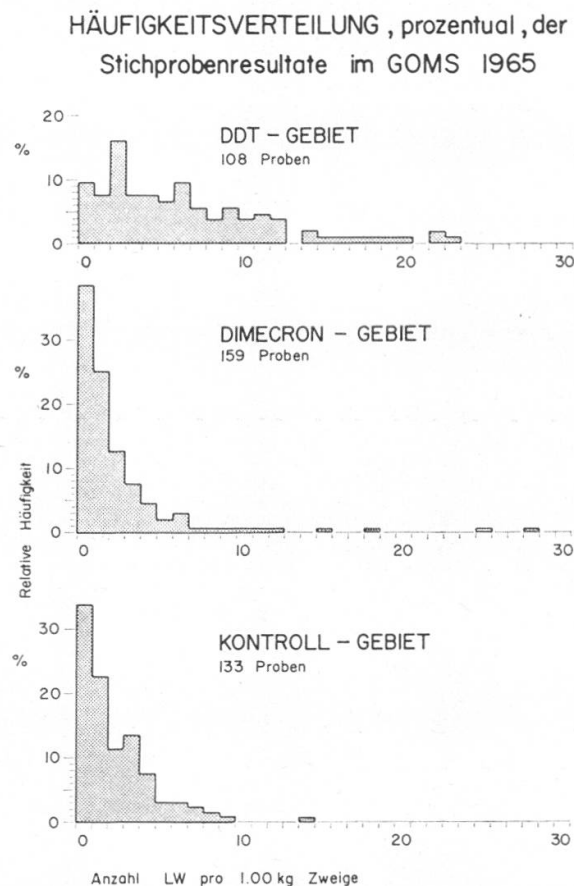 HÄUFIGKEITSVERTEILUNG , prozentual , der
Stichprobenresultate im GOMS 1965
20
%
DDT – GEBIET
108 Proben
10
0
0 10 20 30
30
%
DIMECRON – GEBIET
159 Proben
20
10
0
0 10 20 30
Relative Häufigkeit
30
%
KONTROLL – GEBIET
133 Proben
20
10
0
0 10 20 30
Anzahl LW pro 1.00 kg Zweige